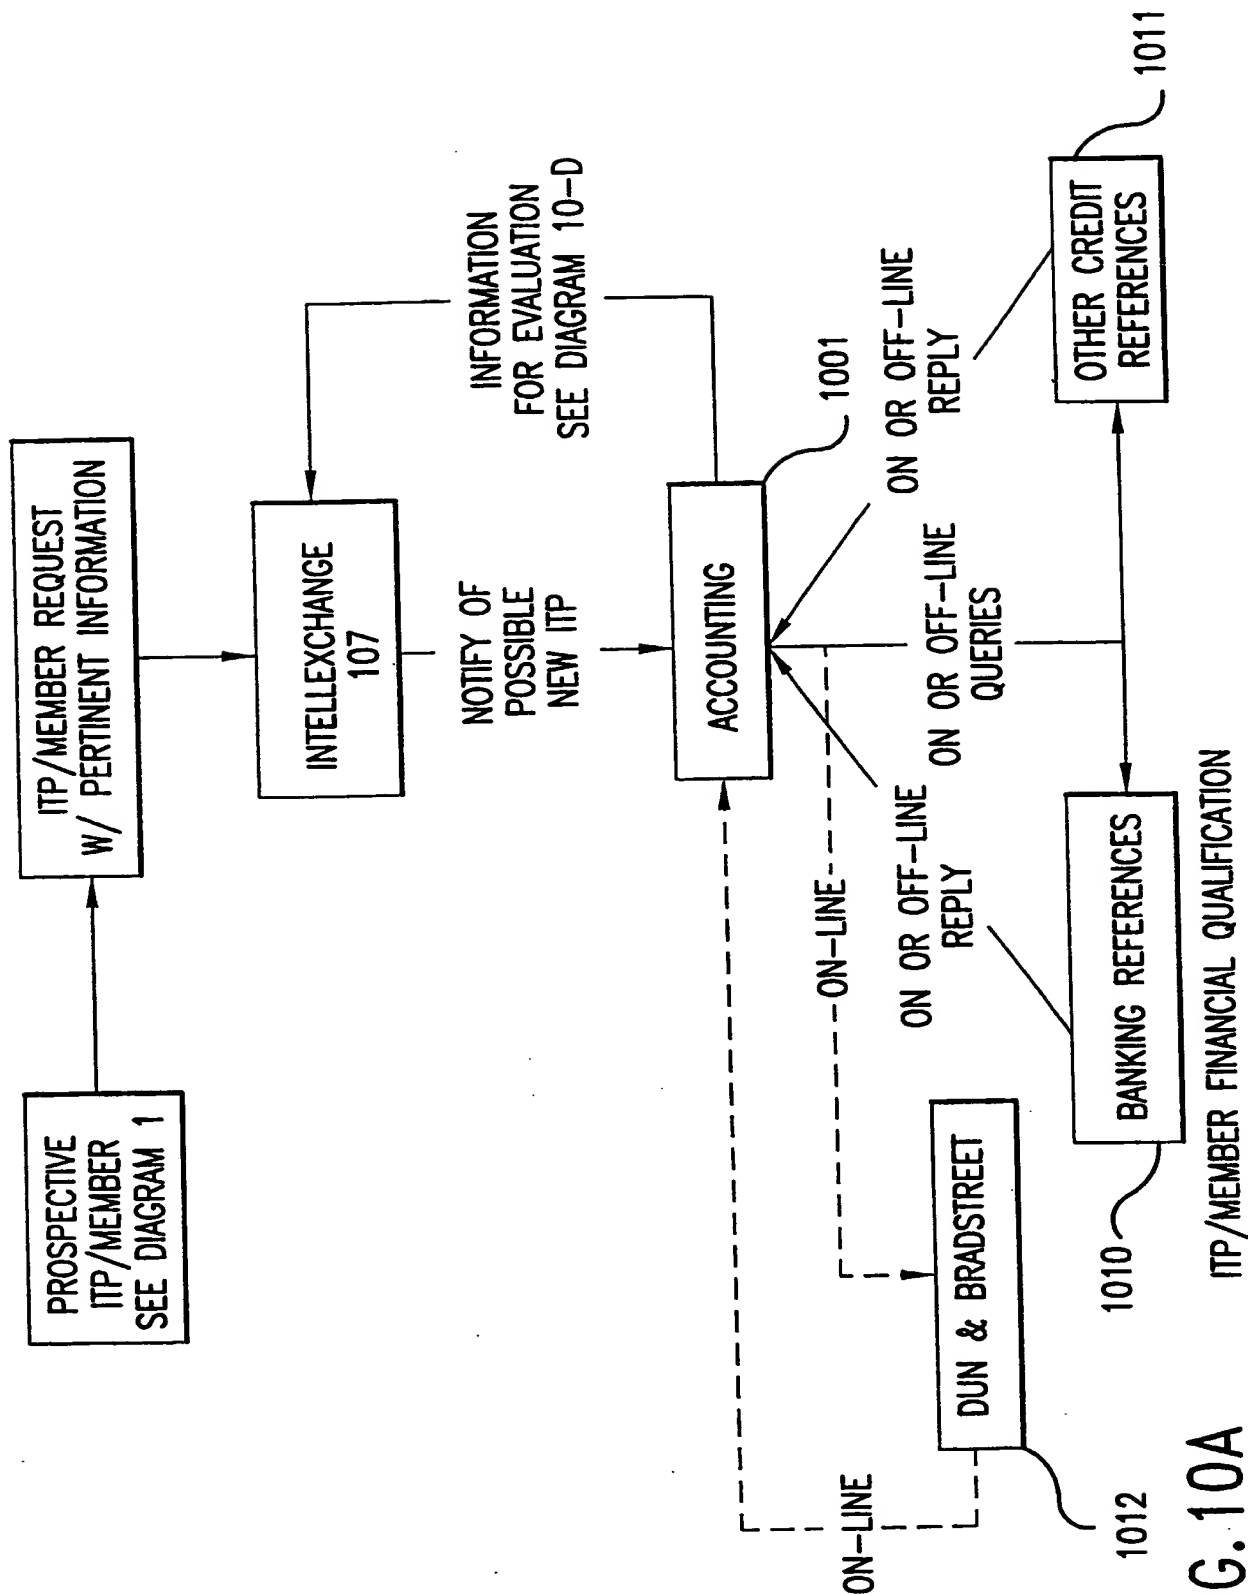 PROSPECTIVE
ITP/MEMBER
SEE DIAGRAM 1
ITP/MEMBER REQUEST
W/ PERTINENT INFORMATION
INTELLEXCHANGE
107
INFORMATION
FOR EVALUATION
SEE DIAGRAM 10-D
NOTIFY OF
POSSIBLE
NEW ITP
ACCOUNTING
1001
ON-LINE
ON-LINE
ON OR OFF-LINE
REPLY
ON OR OFF-LINE
QUERIES
ON OR OFF-LINE
REPLY
DUN & BRADSTREET
1012
BANKING REFERENCES
1010
OTHER CREDIT
REFERENCES
1011
ITP/MEMBER FINANCIAL QUALIFICATION
G. 10A